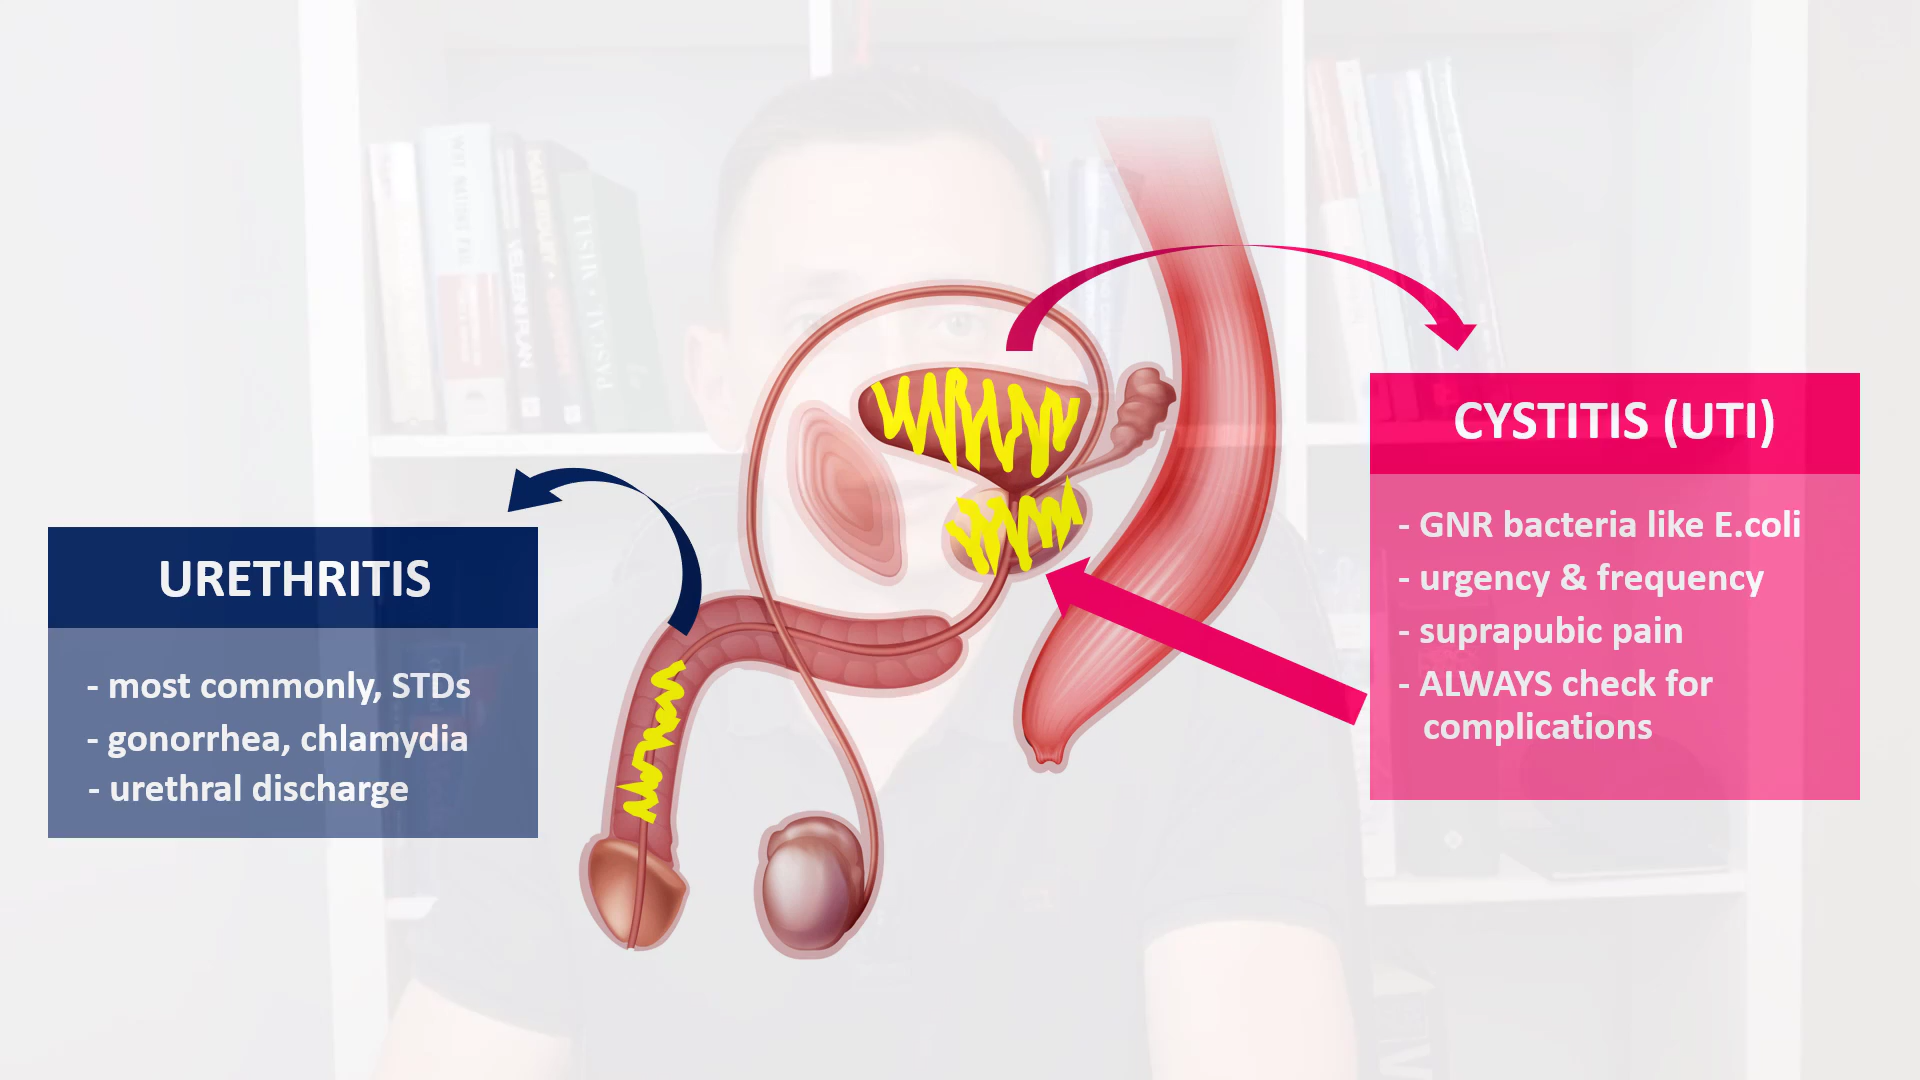 URETHRITIS
- most commonly, STDs
- gonorrhea, chlamydia
- urethral discharge
CYSTITIS (UTI)
- GNR bacteria like E.coli
- urgency & frequency
- suprapubic pain
- ALWAYS check for
complications